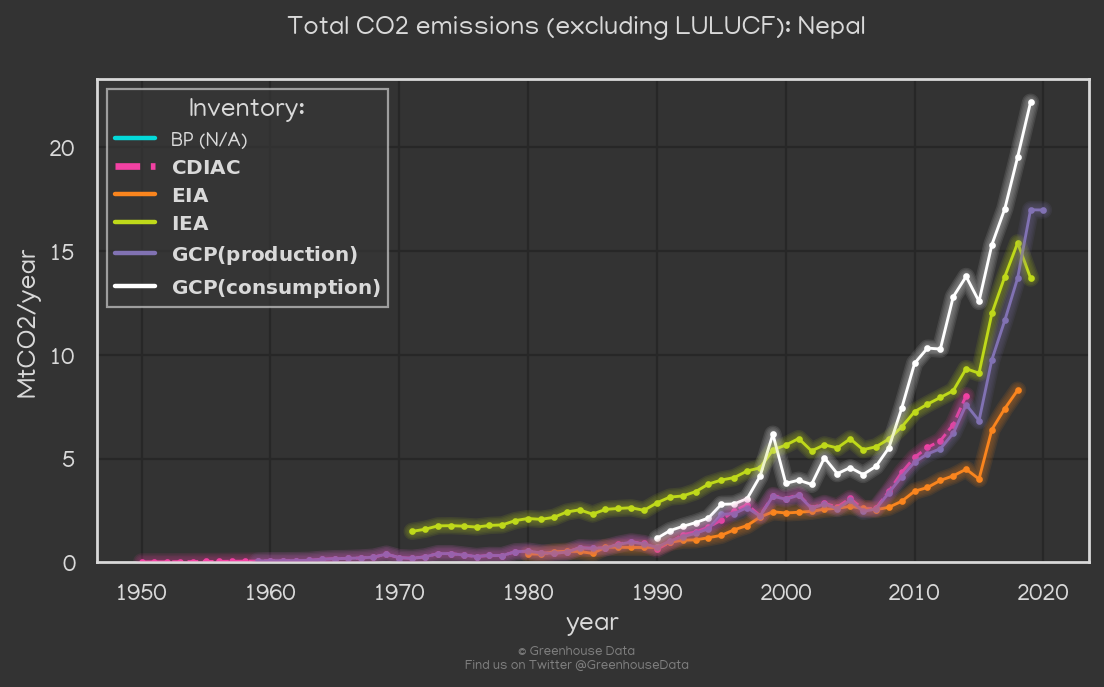 Total CO2 emissions (excluding LULUCF): Nepal
Inventory:
BP (N/A)
CDIAC
EIA
IEA
GCP(production)
GCP(consumption)
MtCO2/year
20
15
10
5
0
1950 1960 1970 1980 1990 2000 2010 2020
year
© Greenhouse Data
Find us on Twitter @GreenhouseData